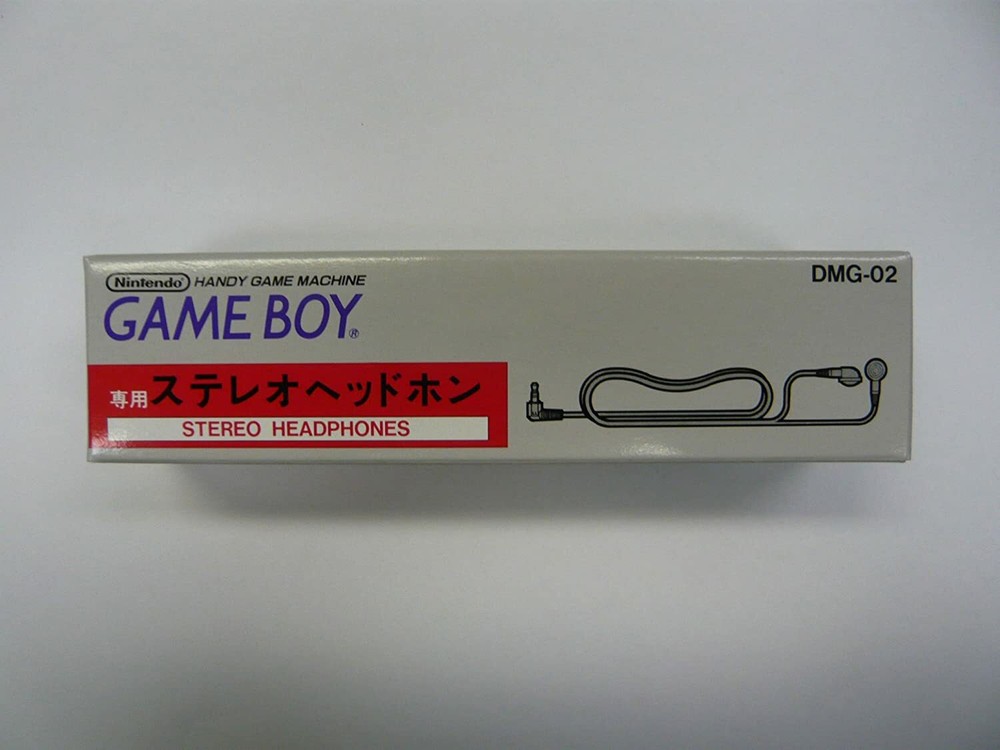 Nintendo® HANDY GAME MACHINE
GAME BOY®
DMG-02
専用ステレオヘッドホン
STEREO HEADPHONES